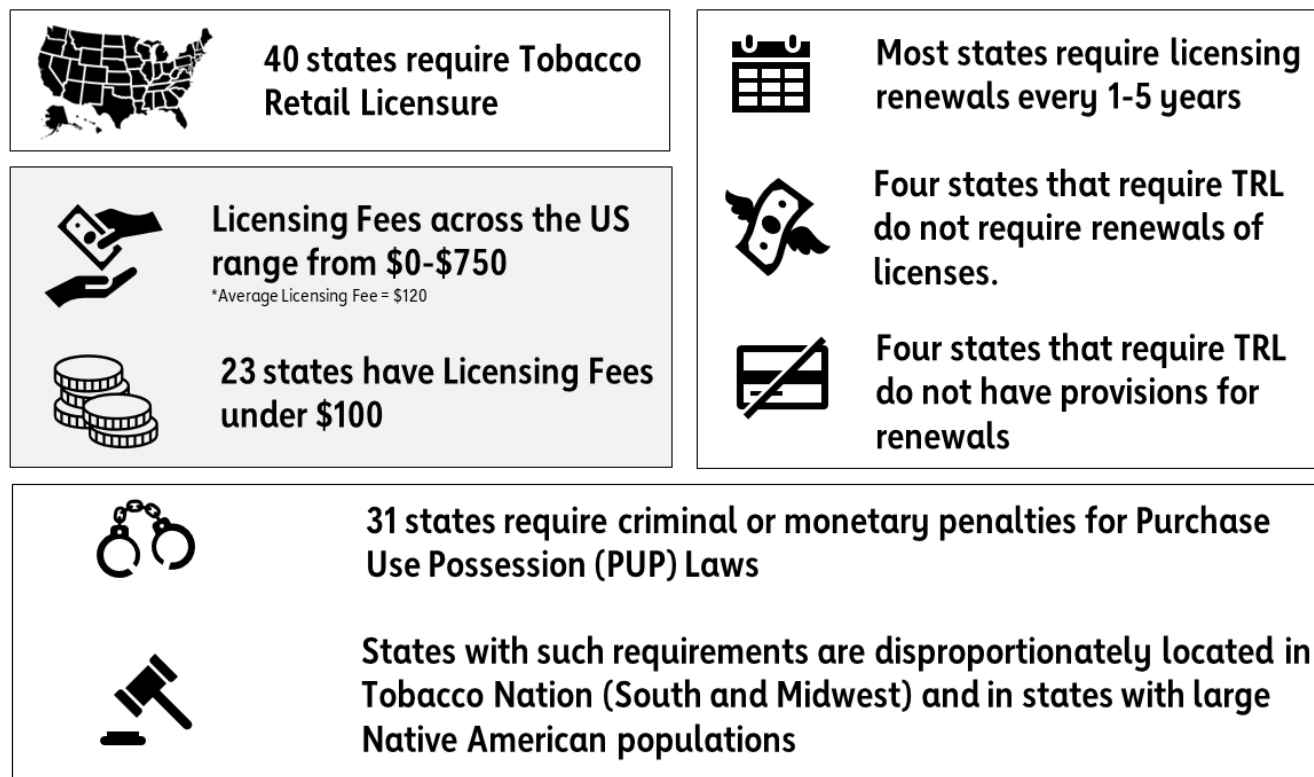 40 states require Tobacco
Retail Licensure
Licensing Fees across the US
range from $0-$750
*Average Licensing Fee = $120
23 states have Licensing Fees
under $100
Most states require licensing
renewals every 1-5 years
Four states that require TRL
do not require renewals of
licenses.
Four states that require TRL
do not have provisions for
renewals
31 states require criminal or monetary penalties for Purchase
Use Possession (PUP) Laws
States with such requirements are disproportionately located in
Tobacco Nation (South and Midwest) and in states with large
Native American populations